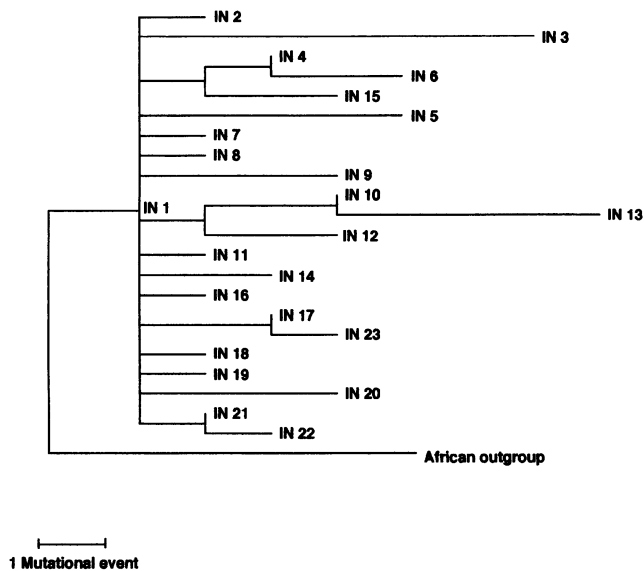 IN 2
IN 3
IN 4
IN 6
IN 15
IN 5
IN 7
IN 8
IN 9
IN 10
IN 1
IN 13
IN 12
IN 11
IN 14
IN 16
IN 17
IN 23
IN 18
IN 19
IN 20
IN 21
IN 22
African outgroup
1 Mutational event